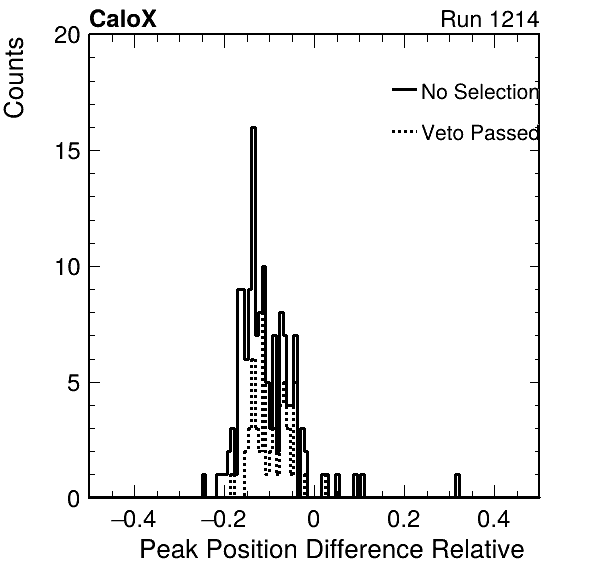 CaloX Run 1214
Counts
20
15
10
5
0
No Selection
Veto Passed
−0.4 −0.2 0 0.2 0.4
Peak Position Difference Relative